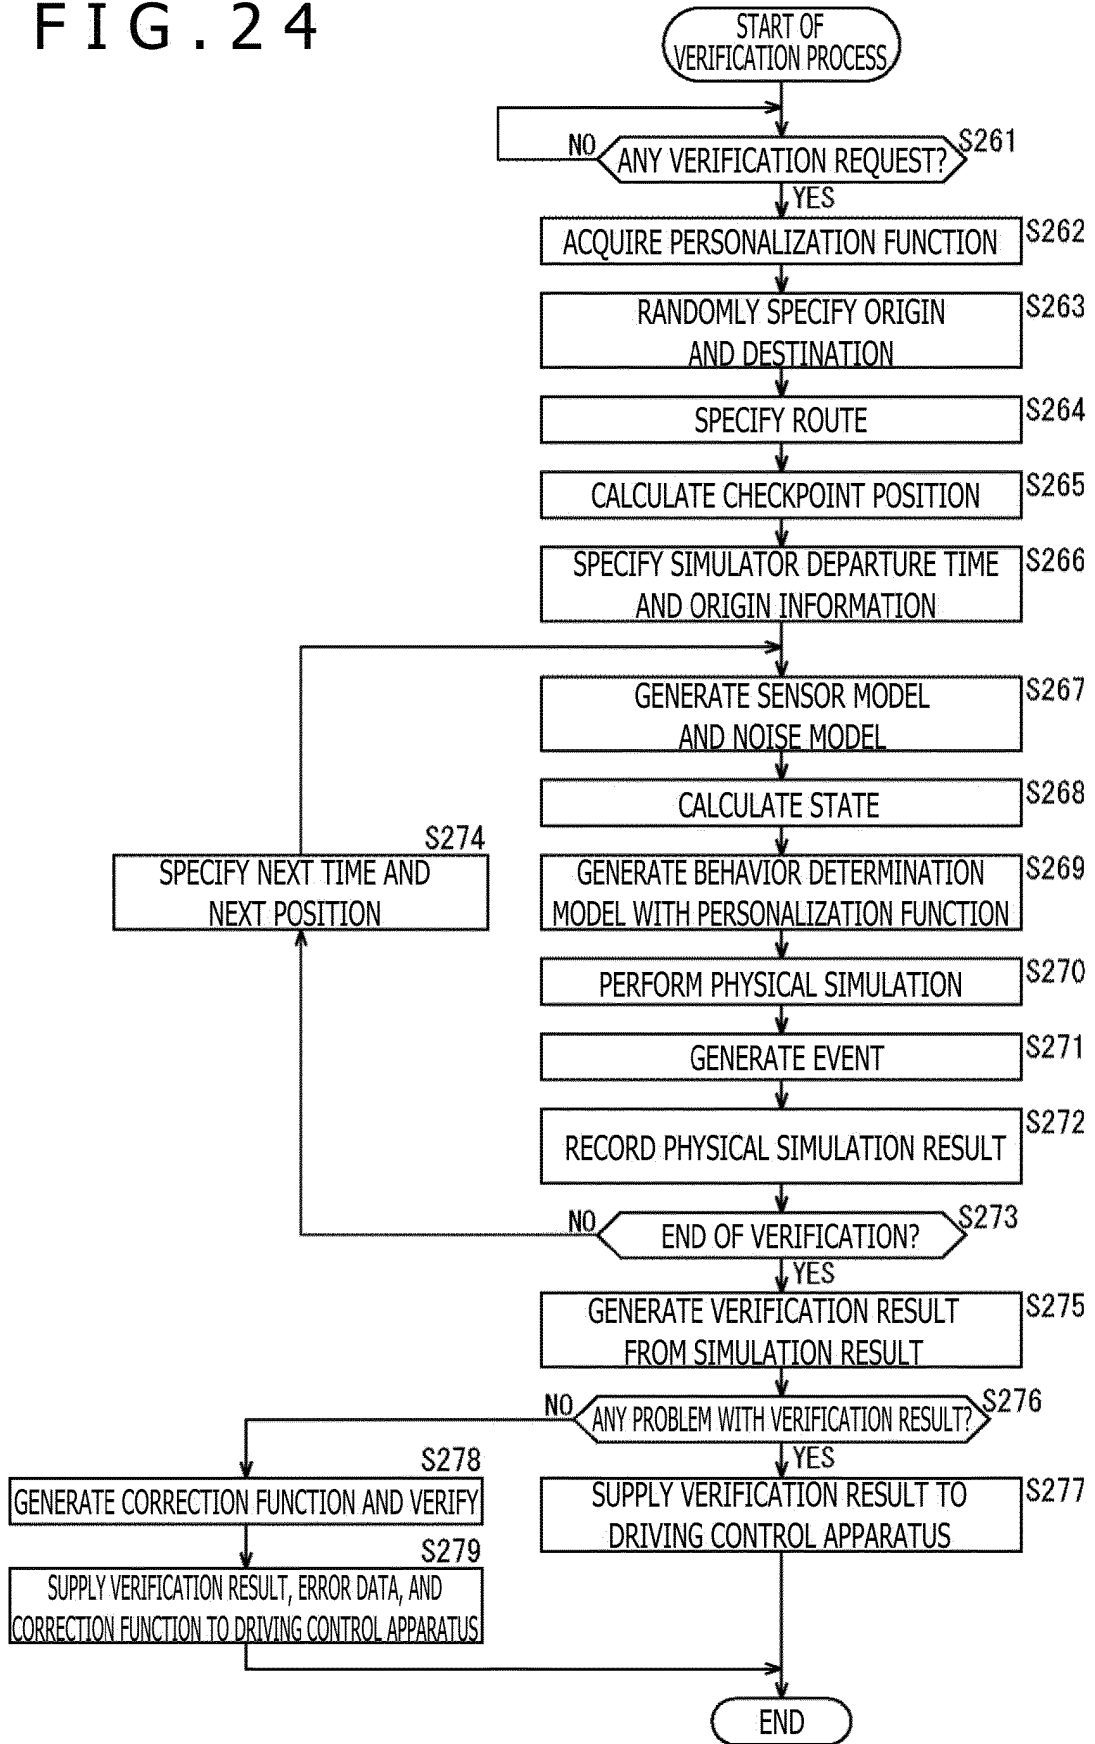 FIG.24
START OF
VERIFICATION PROCESS
NO
ANY VERIFICATION REQUEST?
S261
YES
ACQUIRE PERSONALIZATION FUNCTION
S262
RANDOMLY SPECIFY ORIGIN
AND DESTINATION
S263
SPECIFY ROUTE
S264
CALCULATE CHECKPOINT POSITION
S265
SPECIFY SIMULATOR DEPARTURE TIME
AND ORIGIN INFORMATION
S266
GENERATE SENSOR MODEL
AND NOISE MODEL
S267
CALCULATE STATE
S268
S274
SPECIFY NEXT TIME AND
NEXT POSITION
GENERATE BEHAVIOR DETERMINATION
MODEL WITH PERSONALIZATION FUNCTION
S269
PERFORM PHYSICAL SIMULATION
S270
GENERATE EVENT
S271
RECORD PHYSICAL SIMULATION RESULT
S272
NO
END OF VERIFICATION?
S273
YES
GENERATE VERIFICATION RESULT
FROM SIMULATION RESULT
S275
NO
ANY PROBLEM WITH VERIFICATION RESULT?
S276
YES
S278
GENERATE CORRECTION FUNCTION AND VERIFY
SUPPLY VERIFICATION RESULT TO
DRIVING CONTROL APPARATUS
S277
S279
SUPPLY VERIFICATION RESULT, ERROR DATA, AND
CORRECTION FUNCTION TO DRIVING CONTROL APPARATUS
END